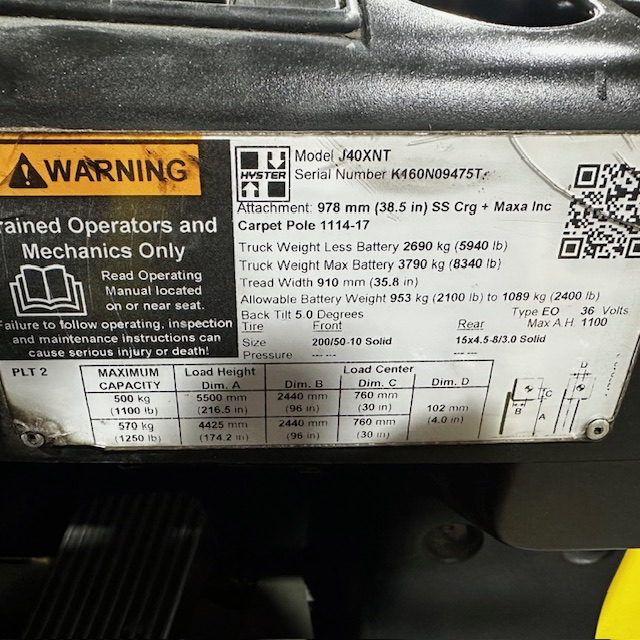 WARNING
rained Operators and
Mechanics Only
Read Operating
Manual located
on or near seat.
Failure to follow operating, inspection
and maintenance instructions can
cause serious injury or death!
HYSTER
Model J40XNT
Serial Number K460N09475T
Attachment: 978 mm (38.5 in) SS Crg + Maxa Inc
Carpet Pole 1114-17
Truck Weight Less Battery 2690 kg (5940 lb)
Truck Weight Max Battery 3790 kg (8340 lb)
Tread Width 910 mm (35.8 in)
Allowable Battery Weight 953 kg (2100 lb) to 1089 kg (2400 lb)
Back Tilt 5.0 Degrees Type EO 36 Volts
Tire Front Rear Max A.H. 1100
Size 200/50-10 Solid 15x4.5-8/3.0 Solid
Pressure --- --- --- ---
PLT 2 MAXIMUM CAPACITY Load Height Dim. A Load Center
Dim. B Dim. C Dim. D
500 kg 5500 mm 2440 mm 760 mm
(1100 lb) (216.5 in) (96 in) (30 in)
102 mm
(4.0 in)
570 kg 4425 mm 2440 mm 760 mm
(1250 lb) (174.2 in) (96 in) (30 in)
B C A D